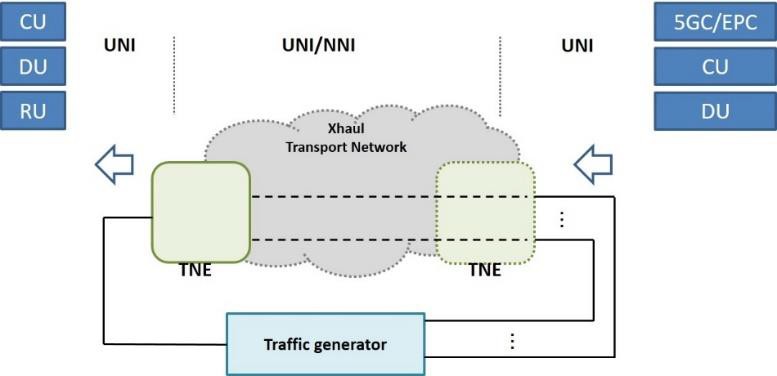 CU
DU
RU
UNI
UNI/NNI
UNI
5GC/EPC
CU
DU
Xhaul
Transport Network
TNE
TNE
Traffic generator